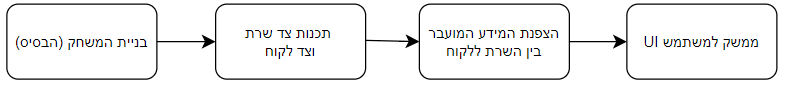 בניית המשחק (הבסיס)
תכנות צד שרת
וצד לקוח
הצפנת המידע המועבר
בין השרת ללקוח
ממשק למשתמש UI